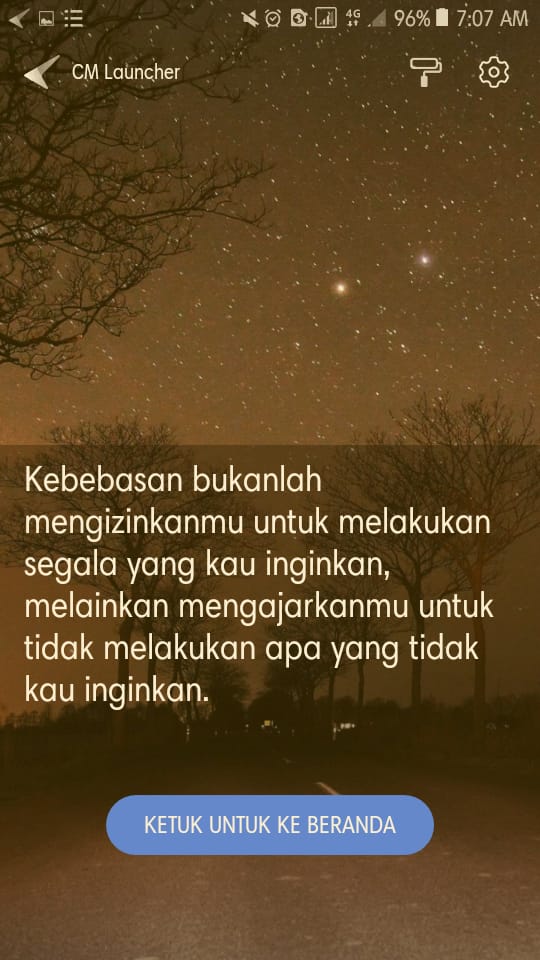 4G 96% 7:07 AM
CM Launcher
Kebebasan bukanlah
mengizinkanmu untuk melakukan
segala yang kau inginkan,
melainkan mengajarkanmu untuk
tidak melakukan apa yang tidak
kau inginkan.
KETUK UNTUK KE BERANDA